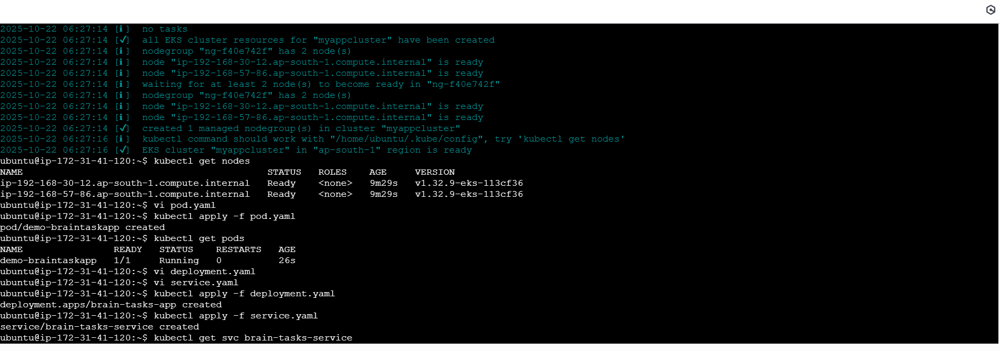 2025-10-22 06:27:14 [ℹ]  no tasks
2025-10-22 06:27:14 [✔]  all EKS cluster resources for "myappcluster" have been created
2025-10-22 06:27:14 [ℹ]  nodegroup "ng-f40e742f" has 2 node(s)
2025-10-22 06:27:14 [ℹ]  node "ip-192-168-30-12.ap-south-1.compute.internal" is ready
2025-10-22 06:27:14 [ℹ]  node "ip-192-168-57-86.ap-south-1.compute.internal" is ready
2025-10-22 06:27:14 [ℹ]  waiting for at least 2 node(s) to become ready in "ng-f40e742f"
2025-10-22 06:27:14 [ℹ]  nodegroup "ng-f40e742f" has 2 node(s)
2025-10-22 06:27:14 [ℹ]  node "ip-192-168-30-12.ap-south-1.compute.internal" is ready
2025-10-22 06:27:14 [ℹ]  node "ip-192-168-57-86.ap-south-1.compute.internal" is ready
2025-10-22 06:27:14 [✔]  created 1 managed nodegroup(s) in cluster "myappcluster"
2025-10-22 06:27:16 [ℹ]  kubectl command should work with "/home/ubuntu/.kube/config", try 'kubectl get nodes'
2025-10-22 06:27:16 [✔]  EKS cluster "myappcluster" in "ap-south-1" region is ready
ubuntu@ip-172-31-41-120:~$ kubectl get nodes
NAME                                           STATUS   ROLES    AGE     VERSION
ip-192-168-30-12.ap-south-1.compute.internal   Ready    <none>   9m29s   v1.32.9-eks-113cf36
ip-192-168-57-86.ap-south-1.compute.internal   Ready    <none>   9m29s   v1.32.9-eks-113cf36
ubuntu@ip-172-31-41-120:~$ vi pod.yaml
ubuntu@ip-172-31-41-120:~$ kubectl apply -f pod.yaml
pod/demo-braintaskapp created
ubuntu@ip-172-31-41-120:~$ kubectl get pods
NAME                READY   STATUS    RESTARTS   AGE
demo-braintaskapp   1/1     Running   0          26s
ubuntu@ip-172-31-41-120:~$ vi deployment.yaml
ubuntu@ip-172-31-41-120:~$ vi service.yaml
ubuntu@ip-172-31-41-120:~$ kubectl apply -f deployment.yaml
deployment.apps/brain-tasks-app created
ubuntu@ip-172-31-41-120:~$ kubectl apply -f service.yaml
service/brain-tasks-service created
ubuntu@ip-172-31-41-120:~$ kubectl get svc brain-tasks-service